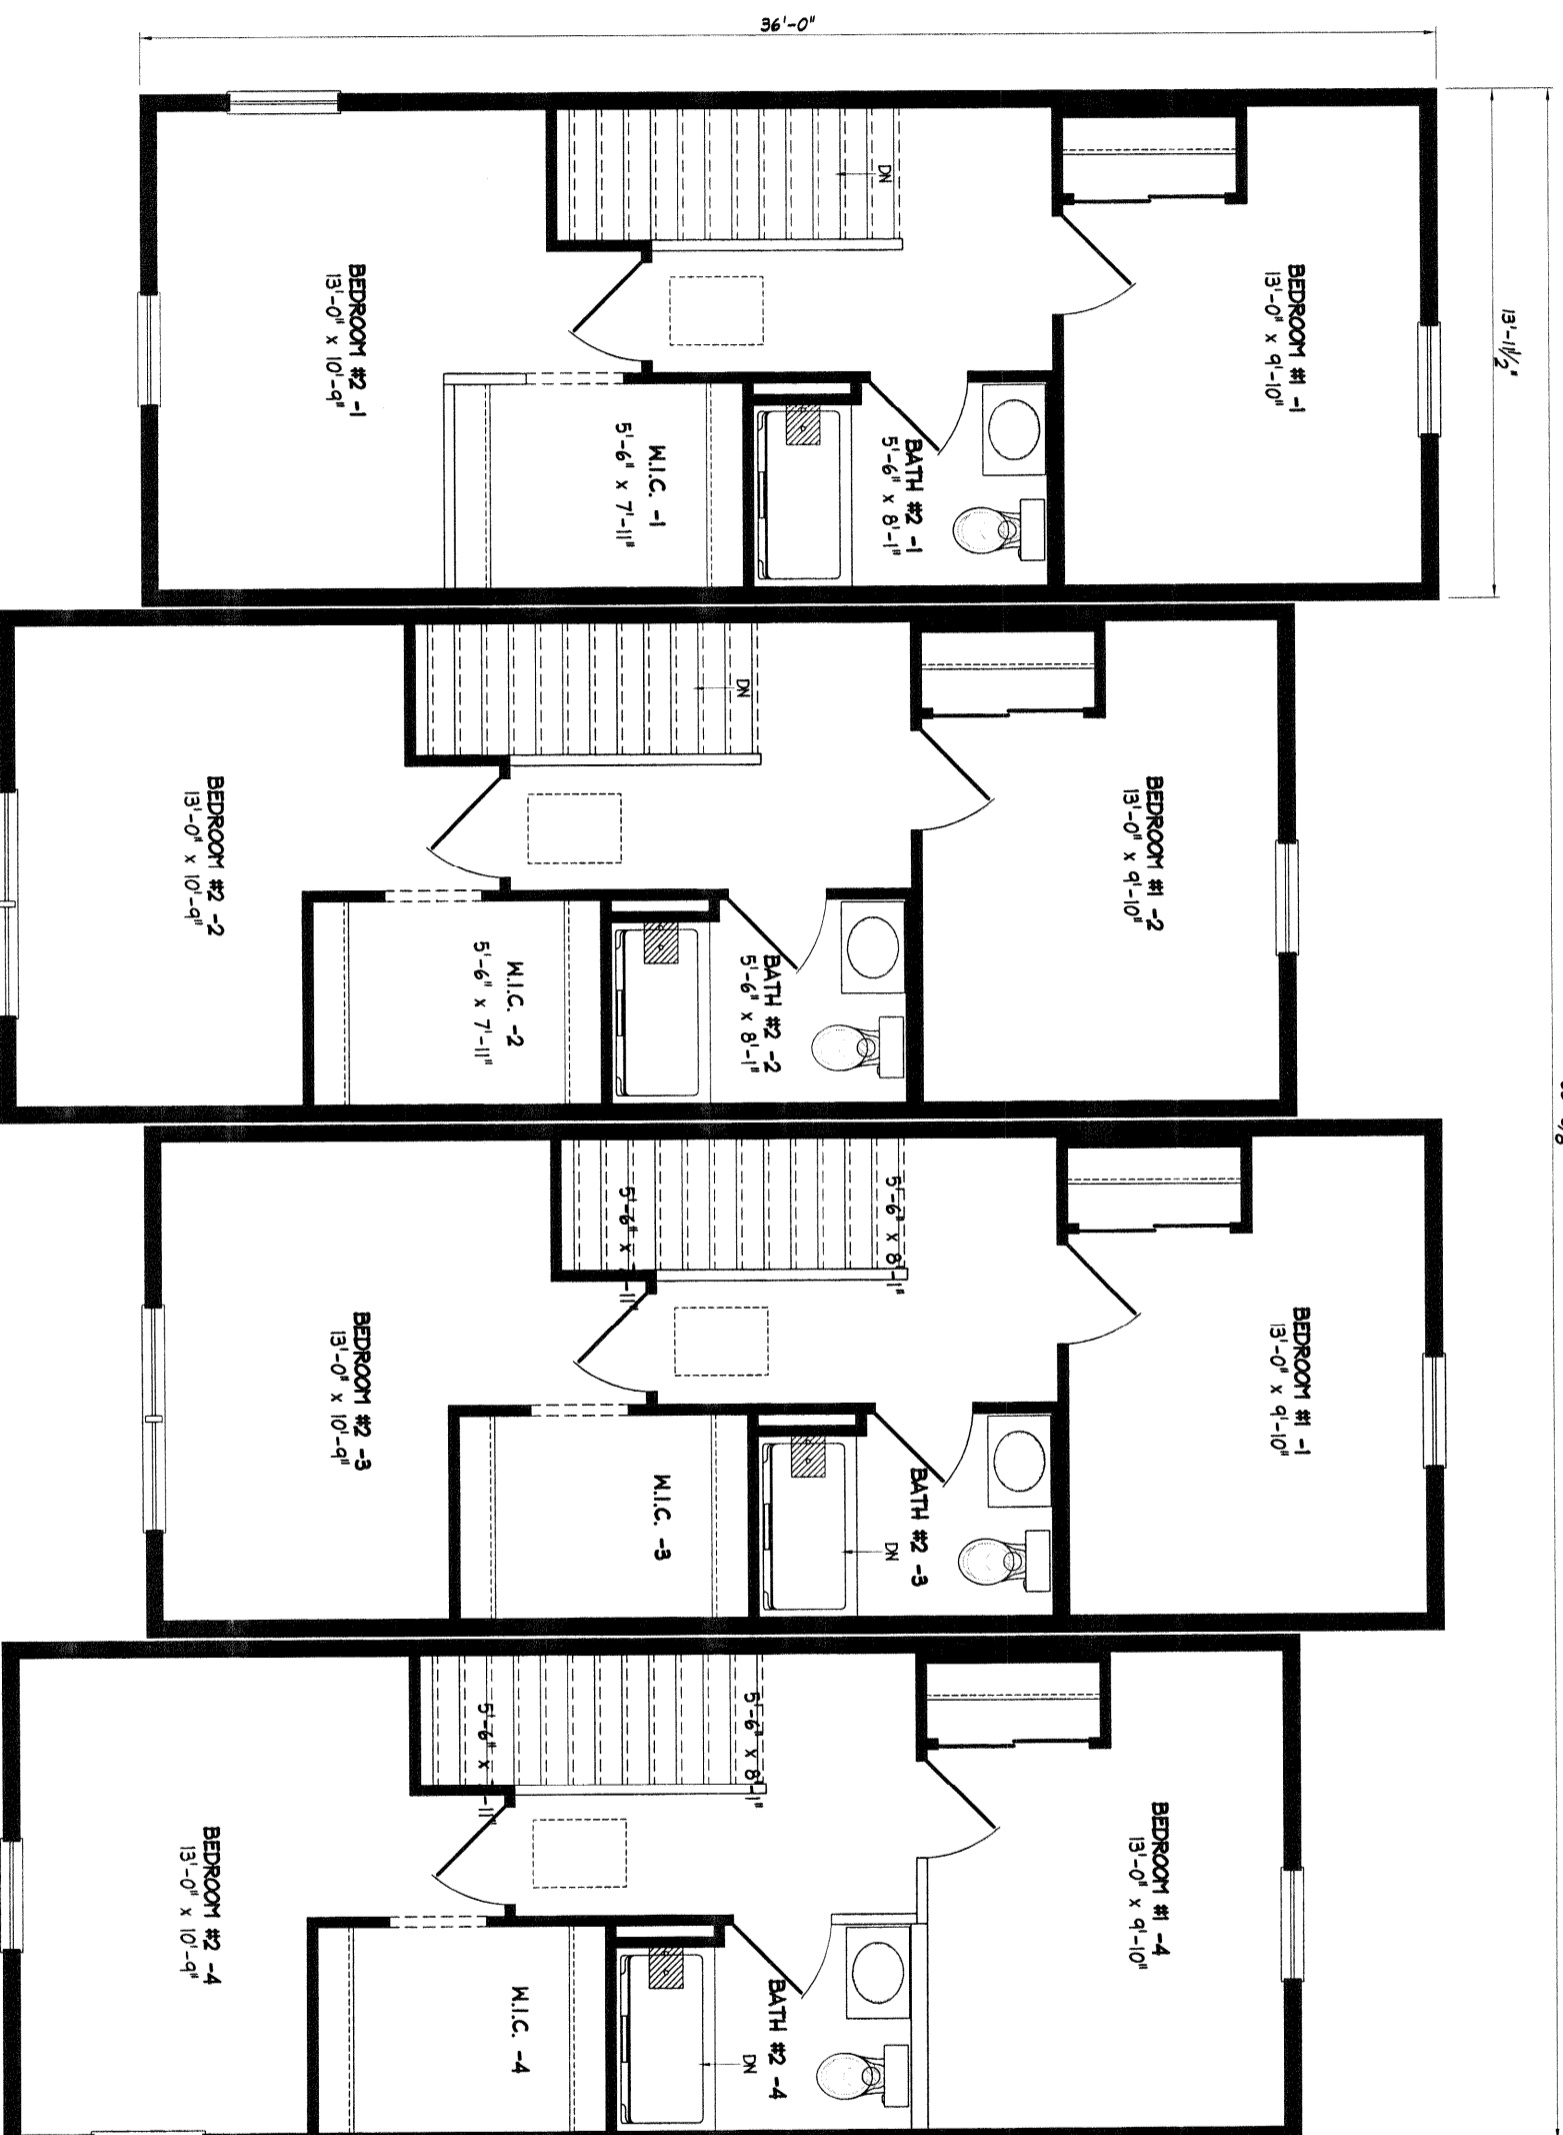 36'-0"
13'-11 1/2"
DN
BEDROOM #1 -1
13'-0" x 9'-10"
BATH #2 -1
5'-6" x 8'-1"
W.I.C. -1
5'-6" x 7'-11"
BEDROOM #2 -1
13'-0" x 10'-9"
DN
BEDROOM #1 -2
13'-0" x 9'-10"
BATH #2 -2
5'-6" x 8'-1"
W.I.C. -2
5'-6" x 7'-11"
BEDROOM #2 -2
13'-0" x 10'-9"
5'-6" x 8'-1"
5'-6" x -11"
BEDROOM #1 -1
13'-0" x 9'-10"
BATH #2 -3
DN
W.I.C. -3
BEDROOM #2 -3
13'-0" x 10'-9"
5'-6" x 8'-1"
5'-6" x -11"
BEDROOM #1 -4
13'-0" x 9'-10"
BATH #2 -4
DN
W.I.C. -4
BEDROOM #2 -4
13'-0" x 10'-9"